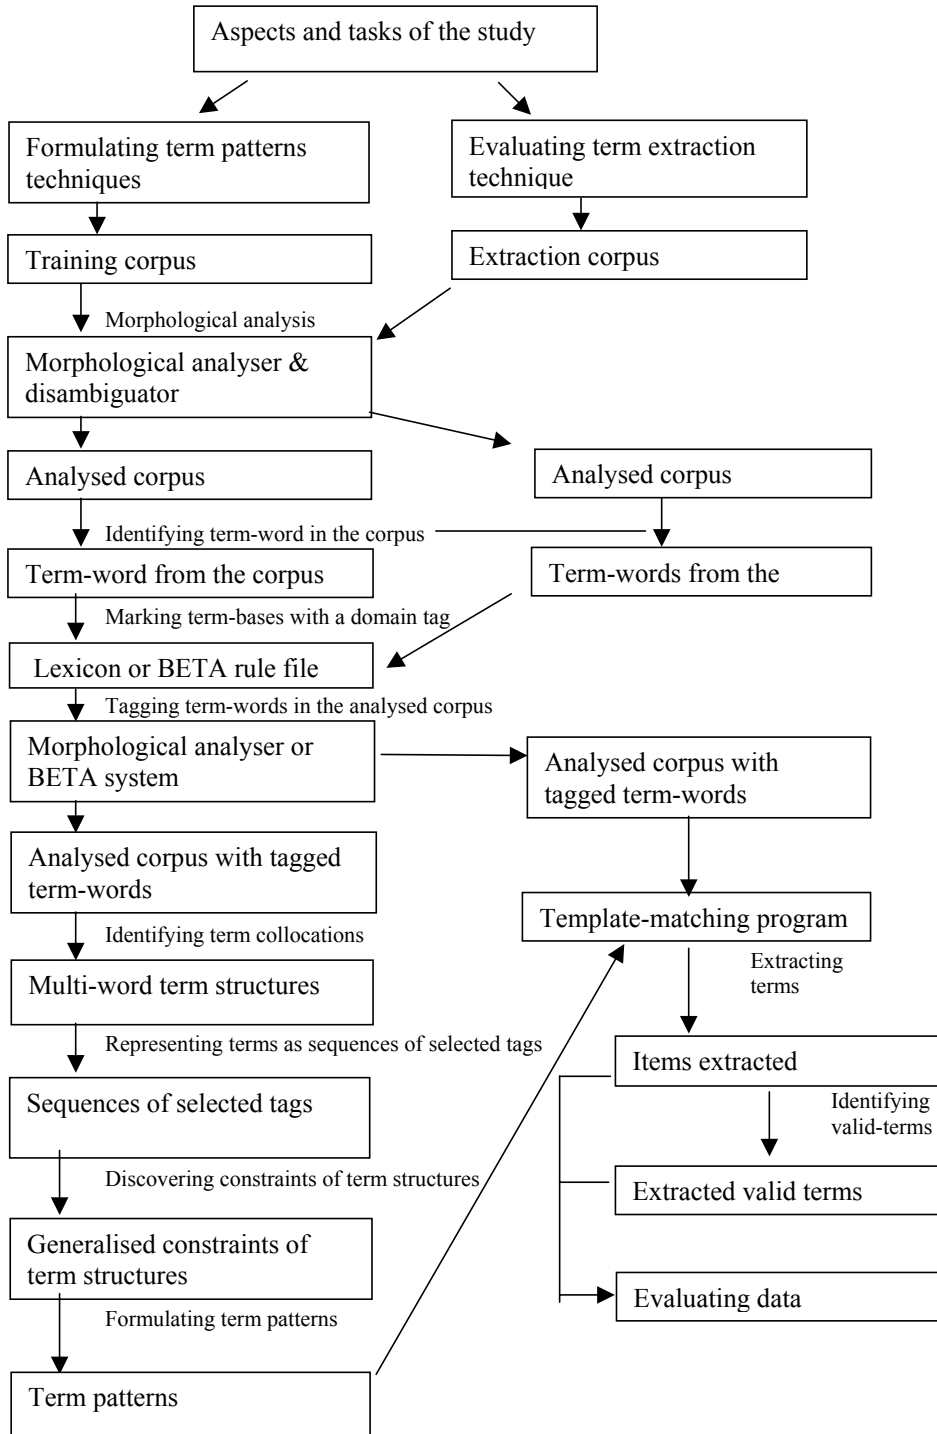 Aspects and tasks of the study
Formulating term patterns
techniques
Evaluating term extraction
technique
Training corpus
Extraction corpus
Morphological analysis
Morphological analyser &
disambiguator
Analysed corpus
Analysed corpus
Identifying term-word in the corpus
Term-word from the corpus
Term-words from the
Marking term-bases with a domain tag
Lexicon or BETA rule file
Tagging term-words in the analysed corpus
Morphological analyser or
BETA system
Analysed corpus with
tagged term-words
Analysed corpus with tagged
term-words
Template-matching program
Identifying term collocations
Extracting
terms
Multi-word term structures
Representing terms as sequences of selected tags
Items extracted
Sequences of selected tags
Identifying
valid-terms
Discovering constraints of term structures
Extracted valid terms
Generalised constraints of
term structures
Evaluating data
Formulating term patterns
Term patterns